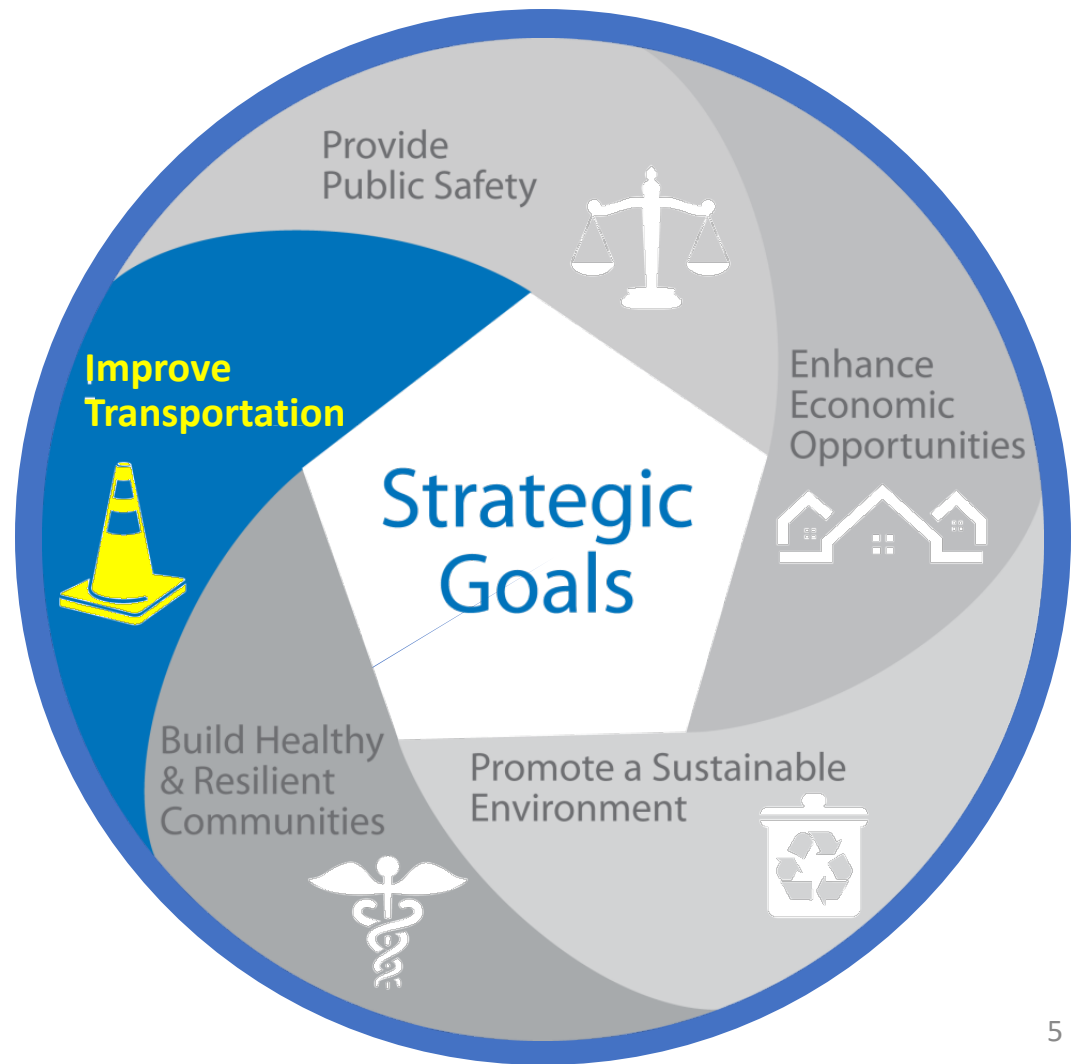 Provide
Public Safety
Improve
Transportation
Enhance
Economic
Opportunities
Strategic
Goals
Build Healthy
& Resilient
Communities
Promote a Sustainable
Environment
5